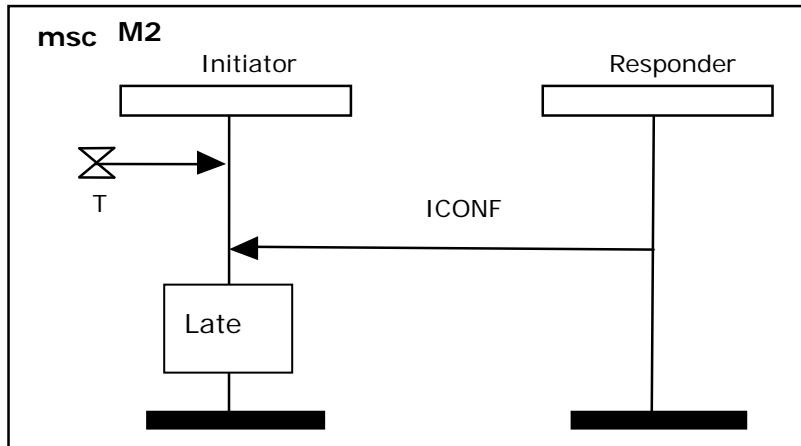 msc M2
Initiator
Responder
T
ICONF
Late